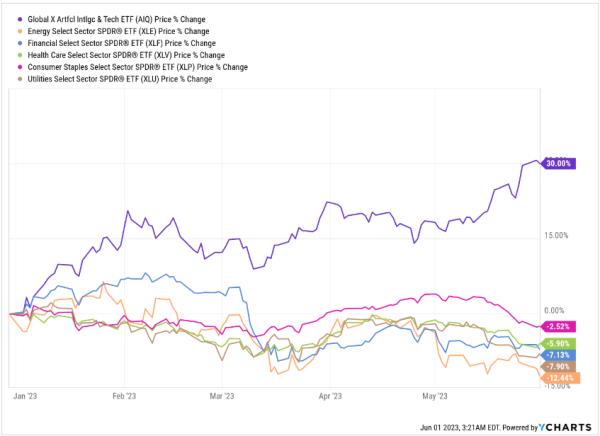 Global X Artfcl Intlgc & Tech ETF (AIQ) Price % Change
Energy Select Sector SPDR® ETF (XLE) Price % Change
Financial Select Sector SPDR® ETF (XLF) Price % Change
Health Care Select Sector SPDR® ETF (XLV) Price % Change
Consumer Staples Select Sector SPDR® ETF (XLP) Price % Change
Utilities Select Sector SPDR® ETF (XLU) Price % Change
30.00%
15.00%
0.00%
-2.52%
-5.90%
-7.13%
-7.90%
-12.44%
-15.00%
Jan '23 Feb '23 Mar '23 Apr '23 May '23
Jun 01 2023, 3:21AM EDT. Powered by YCHARTS